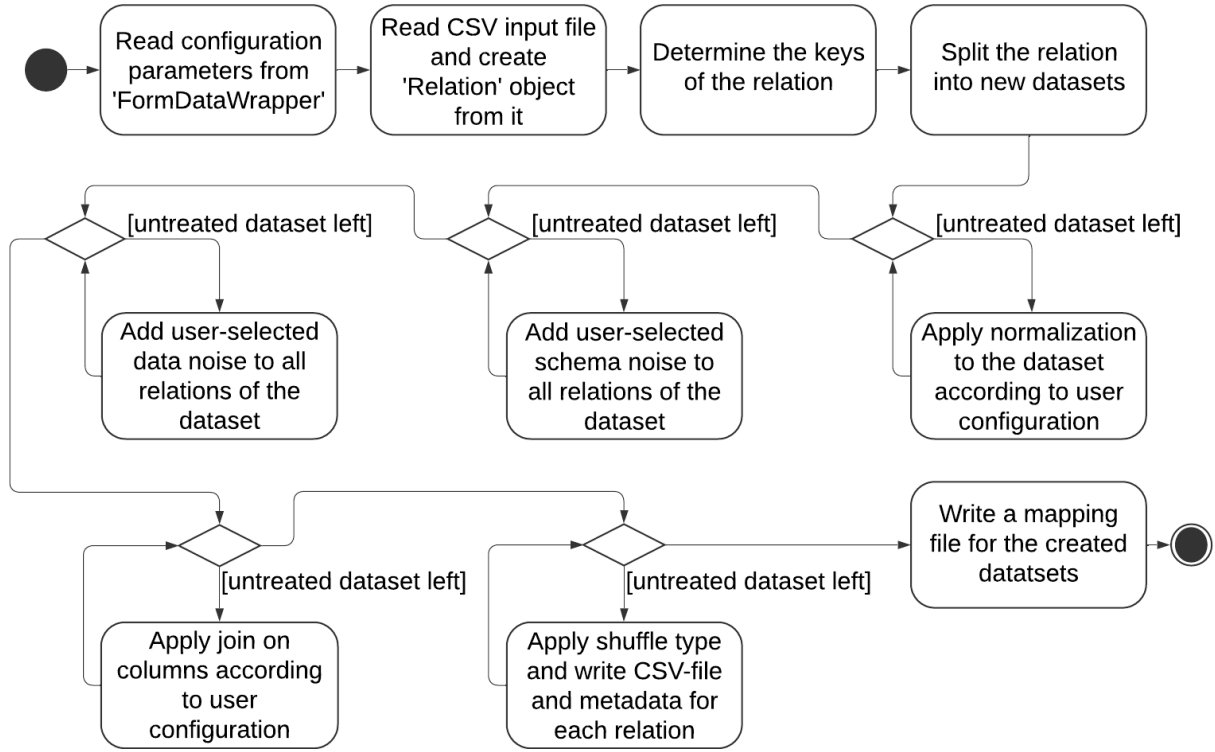 Read configuration
parameters from
'FormDataWrapper'
Read CSV input file
and create
'Relation' object
from it
Determine the keys
of the relation
Split the relation
into new datasets
[untreated dataset left]
[untreated dataset left]
[untreated dataset left]
Add user-selected
data noise to all
relations of the
dataset
Add user-selected
schema noise to
all relations of the
dataset
Apply normalization
to the dataset
according to user
configuration
Write a mapping
file for the created
datatsets
[untreated dataset left]
[untreated dataset left]
Apply join on
columns according
to user
configuration
Apply shuffle type
and write CSV-file
and metadata for
each relation